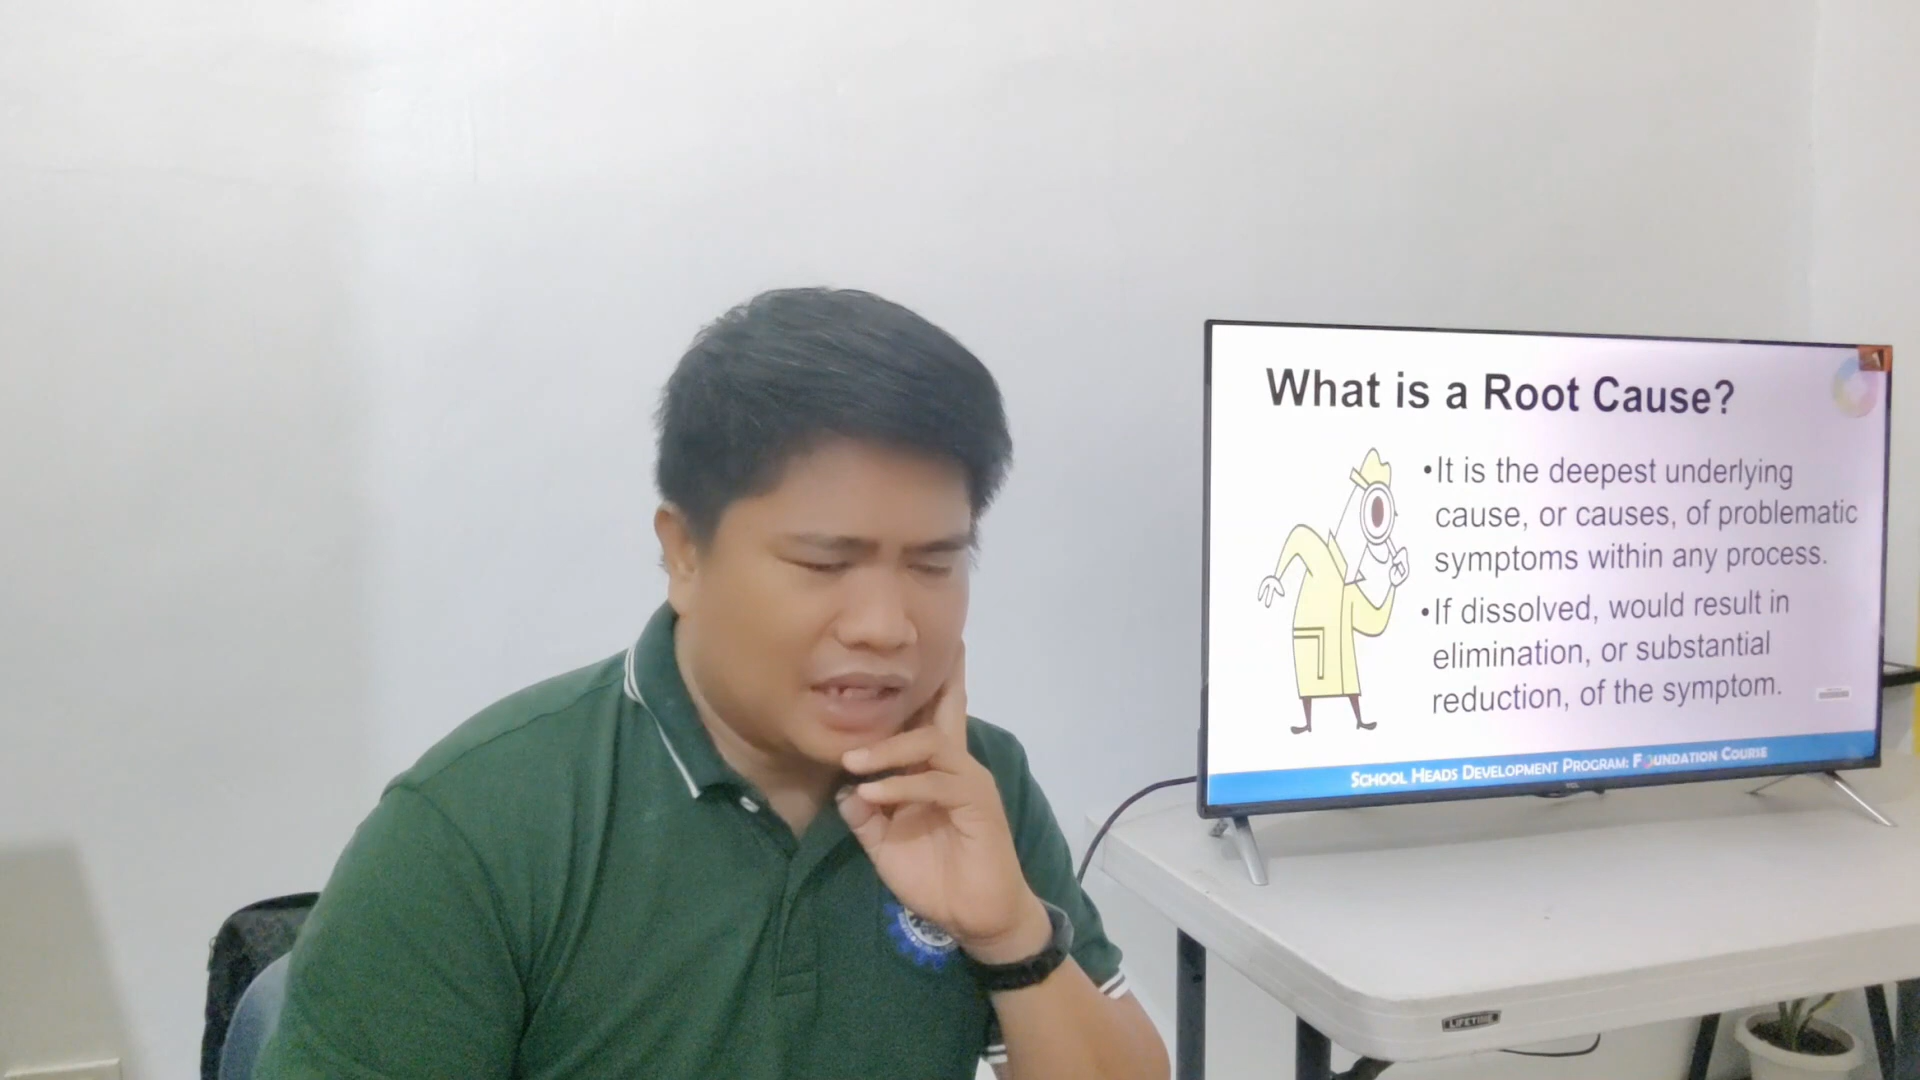 What is a Root Cause?
•It is the deepest underlying
cause, or causes, of problematic
symptoms within any process.
•If dissolved, would result in
elimination, or substantial
reduction, of the symptom.
SCHOOL HEADS DEVELOPMENT PROGRAM: FOUNDATION COURSE
TCL
LIFETIME